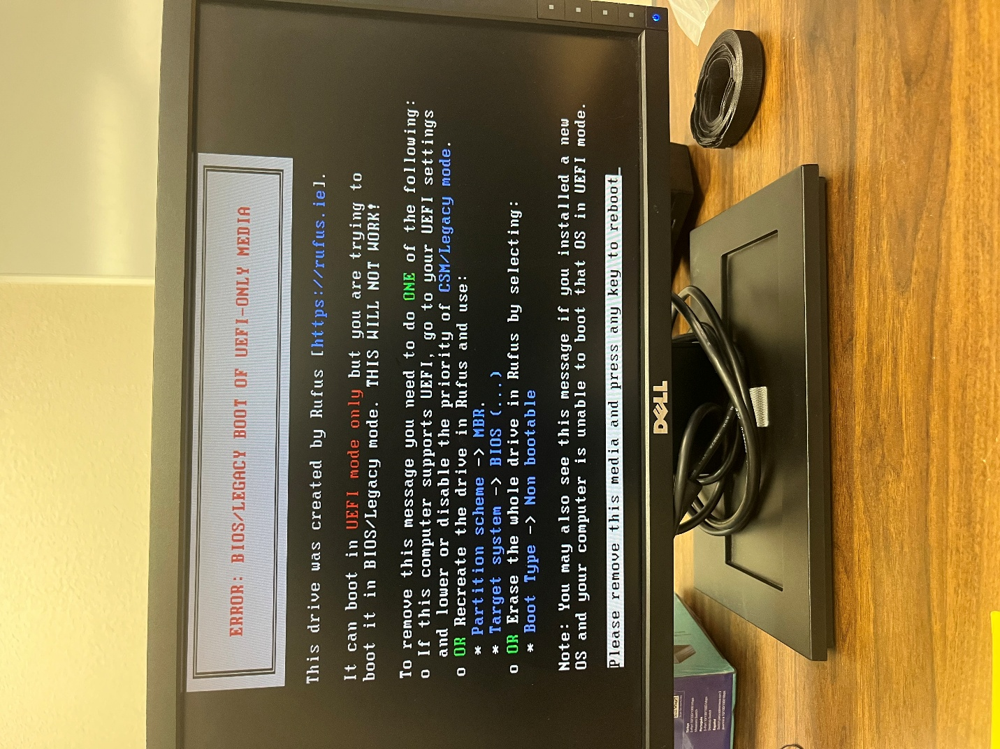 ERROR: BIOS/LEGACY BOOT OF UEFI-ONLY MEDIA
This drive was created by Rufus [https://rufus.ie].
It can boot in UEFI mode only but you are trying to
boot it in BIOS/Legacy mode. THIS WILL NOT WORK!
To remove this message you need to do ONE of the following:
o If this computer supports UEFI, go to your UEFI settings
and lower or disable the priority of CSM/Legacy mode.
o OR Recreate the drive in Rufus and use:
* Partition scheme -> MBR.
* Target system -> BIOS (...)
o OR Erase the whole drive in Rufus by selecting:
* Boot Type -> Non bootable
Note: You may also see this message if you installed a new
OS and your computer is unable to boot that OS in UEFI mode.
Please remove this media and press any key to reboot_
DELL